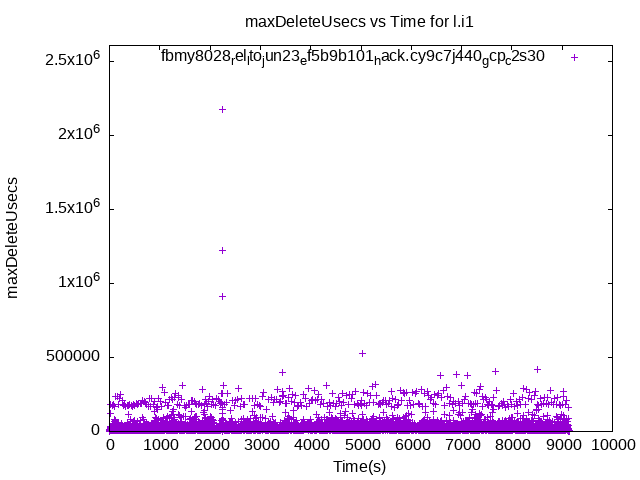 maxDeleteUsecs vs Time for l.i1
fbmy8028relltojun23ef5b9b101hack.cy9c7j440gcpc2s30
2.5x10^6
2x10^6
1.5x10^6
1x10^6
500000
0
maxDeleteUsecs
0 1000 2000 3000 4000 5000 6000 7000 8000 9000 10000
Time(s)